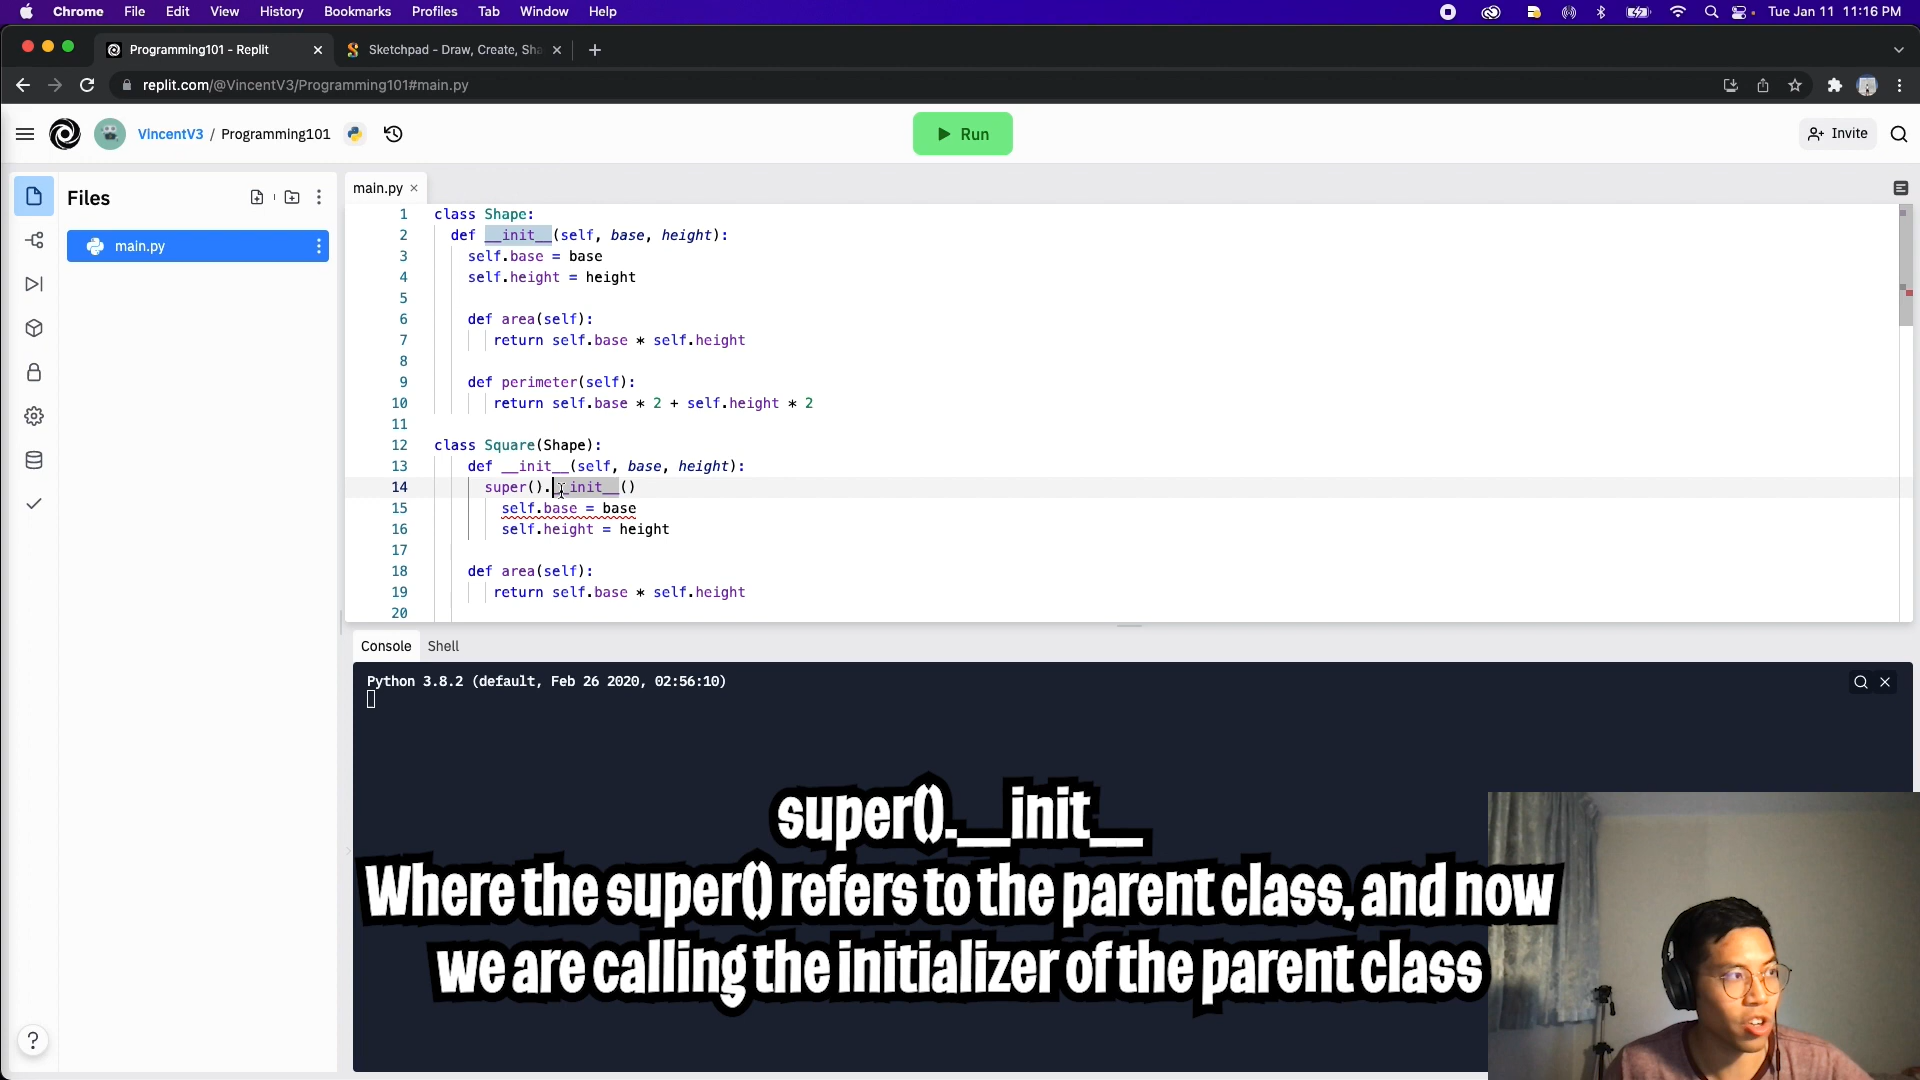 Chrome File Edit View History Bookmarks Profiles Tab Window Help Tue Jan 11 11:16 PM
Programming101 - Replit Sketchpad - Draw, Create, Sha
replit.com/@VincentV3/Programming101#main.py
VincentV3 / Programming101 Run Invite
Files main.py
main.py
1 class Shape:
2 def __init__(self, base, height):
3 self.base = base
4 self.height = height
5
6 def area(self):
7 return self.base * self.height
8
9 def perimeter(self):
10 return self.base * 2 + self.height * 2
11
12 class Square(Shape):
13 def __init__(self, base, height):
14 super().__init__()
15 self.base = base
16 self.height = height
17
18 def area(self):
19 return self.base * self.height
20
Console Shell
Python 3.8.2 (default, Feb 26 2020, 02:56:10)
super().__init__
Where the super() refers to the parent class, and now
we are calling the initializer of the parent class
?